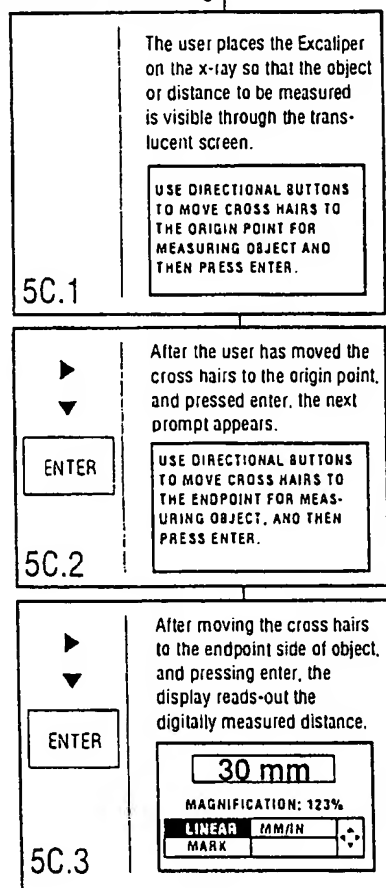 The user places the Excaliper
on the x-ray so that the object
or distance to be measured
is visible through the trans-
lucent screen.
USE DIRECTIONAL BUTTONS
TO MOVE CROSS HAIRS TO
THE ORIGIN POINT FOR
MEASURING OBJECT AND
THEN PRESS ENTER.
5C.1
After the user has moved the
cross hairs to the origin point,
and pressed enter, the next
prompt appears.
ENTER
USE DIRECTIONAL BUTTONS
TO MOVE CROSS HAIRS TO
THE ENDPOINT FOR MEAS-
URING OBJECT, AND THEN
PRESS ENTER.
5C.2
After moving the cross hairs
to the endpoint side of object,
and pressing enter, the
display reads-out the
digitally measured distance.
ENTER
30 mm
MAGNIFICATION: 123%
LINEAR MM/IN
MARK
5C.3